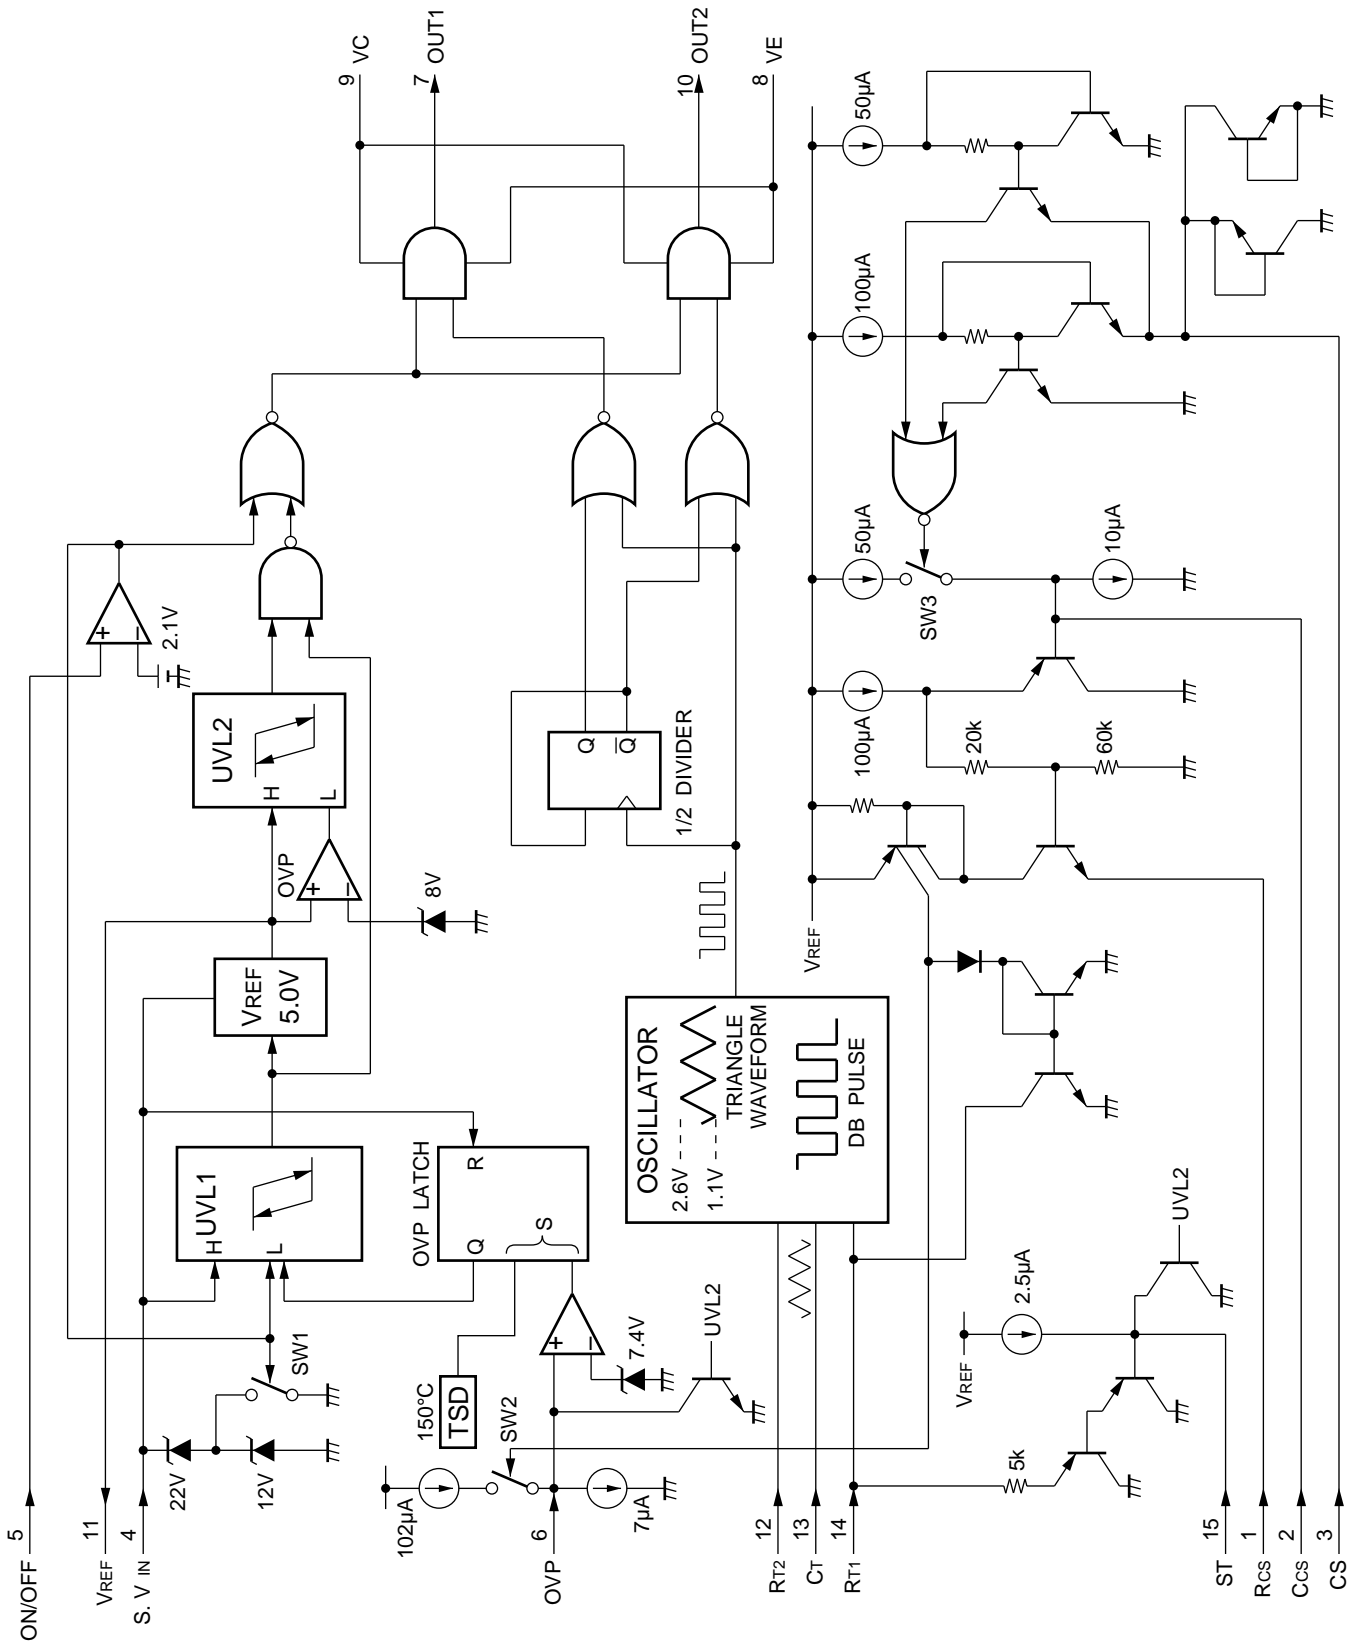 ON/OFF 5
VREF 11
S. V IN 4
22V
12V
SW1
UVL1
H
L
VREF
5.0V
OVP
+
−
8V
UVL2
H
L
+
−
2.1V
9 VC
7 OUT1
10 OUT2
8 VE
OVP LATCH
R
Q
S
150°C
TSD
102μA
SW2
OVP 6
7μA
+
−
7.4V
UVL2
OSCILLATOR
2.6V
1.1V
TRIANGLE
WAVEFORM
DB PULSE
Q
Q
1/2 DIVIDER
RT2 12
CT 13
RT1 14
VREF
100μA
20k
60k
50μA
SW3
10μA
100μA
50μA
VREF
2.5μA
UVL2
5k
ST 15
RCS 1
CCS 2
CS 3